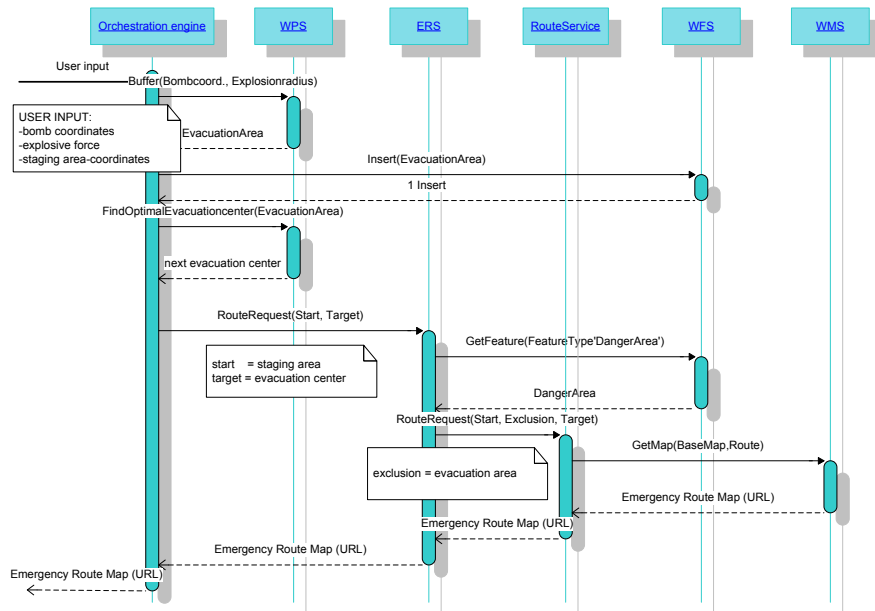 Orchestration engine
WPS
ERS
RouteService
WFS
WMS
User input
Buffer(Bombcoord., Explosionradius)
USER INPUT:
-bomb coordinates
-explosive force
-staging area-coordinates
EvacuationArea
Insert(EvacuationArea)
1 Insert
FindOptimalEvacuationcenter(EvacuationArea)
next evacuation center
RouteRequest(Start, Target)
GetFeature(FeatureType'DangerArea')
start = staging area
target = evacuation center
DangerArea
RouteRequest(Start, Exclusion, Target)
GetMap(BaseMap,Route)
exclusion = evacuation area
Emergency Route Map (URL)
Emergency Route Map (URL)
Emergency Route Map (URL)
Emergency Route Map (URL)